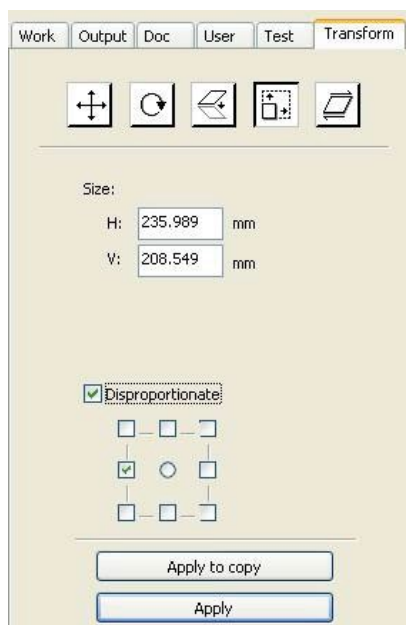 Work Output Doc User Test Transform
Size:
H: 235.989 mm
V: 208.549 mm
Disproportionate
Apply to copy
Apply